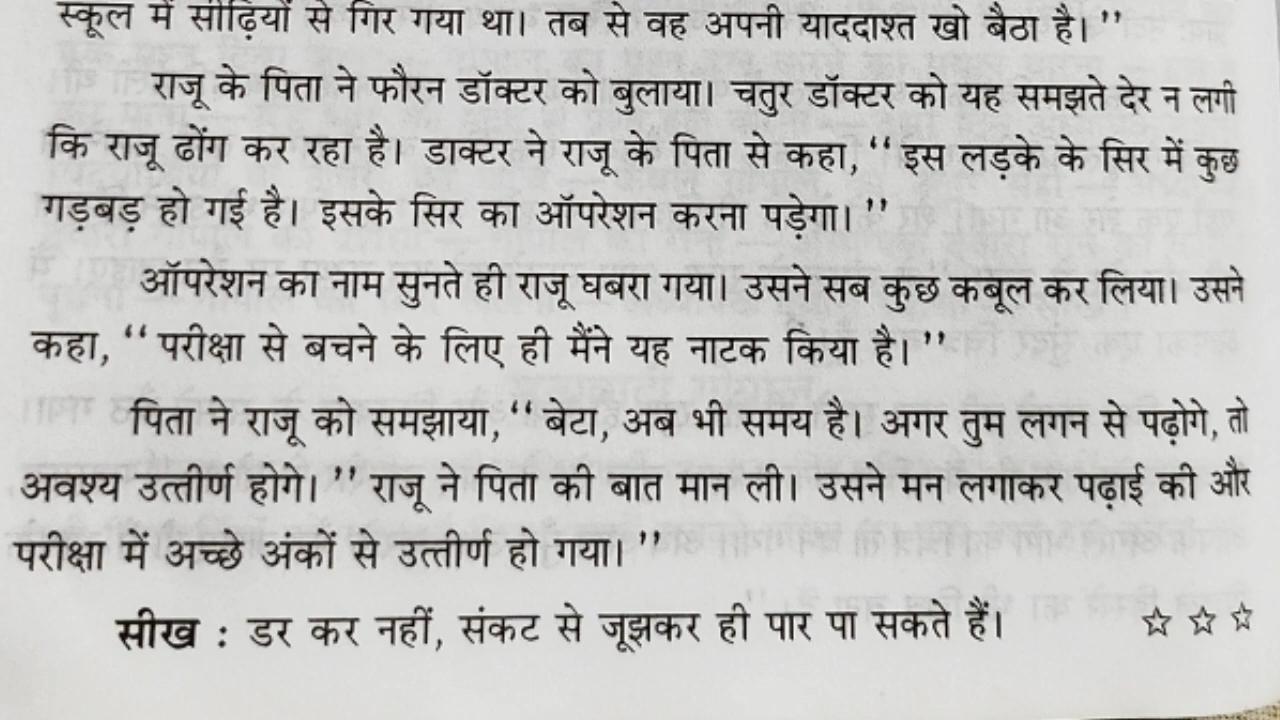 स्कूल में सीढ़ियों से गिर गया था। तब से वह अपनी याददाश्त खो बैठा है।’’
राजू के पिता ने फौरन डॉक्टर को बुलाया। चतुर डॉक्टर को यह समझते देर न लगी
कि राजू ढोंग कर रहा है। डाक्टर ने राजू के पिता से कहा, ‘‘ इस लड़के के सिर में कुछ
गड़बड़ हो गई है। इसके सिर का ऑपरेशन करना पड़ेगा। ’’
ऑपरेशन का नाम सुनते ही राजू घबरा गया। उसने सब कुछ कबूल कर लिया। उसने
कहा, ‘‘ परीक्षा से बचने के लिए ही मैंने यह नाटक किया है। ’’
पिता ने राजू को समझाया, ‘‘ बेटा, अब भी समय है। अगर तुम लगन से पढ़ोगे, तो
अवश्य उत्तीर्ण होगे। ’’ राजू ने पिता की बात मान ली। उसने मन लगाकर पढ़ाई की और
परीक्षा में अच्छे अंकों से उत्तीर्ण हो गया। ’’
सीख : डर कर नहीं, संकट से जूझकर ही पार पा सकते हैं। ☆ ☆ ☆